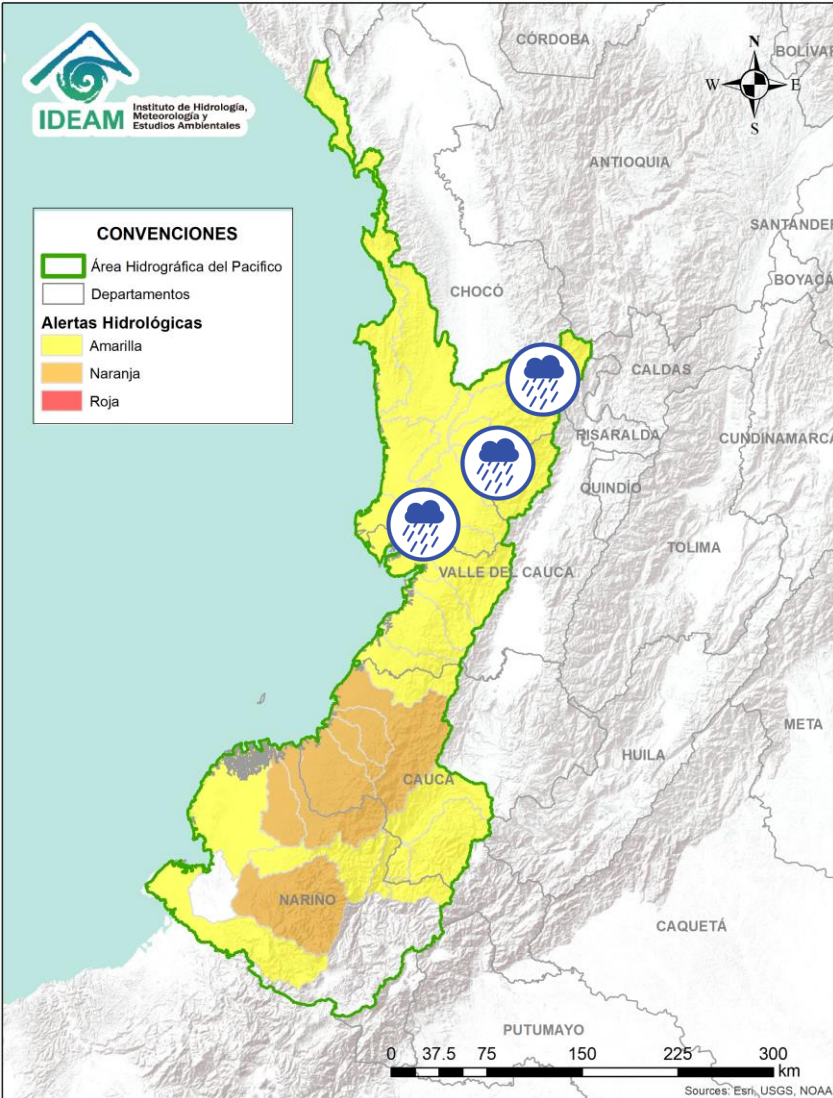 IDEAM
Instituto de Hidrología,
Meteorología y
Estudios Ambientales
CÓRDOBA
BOLÍVAR
N
W E
S
ANTIOQUIA
SANTANDER
BOYACÁ
CONVENCIONES
Área Hidrográfica del Pacifico
Departamentos
Alertas Hidrológicas
Amarilla
Naranja
Roja
CHOCÓ
CALDAS
RISARALDA
CUNDINAMARCA
QUINDÍO
TOLIMA
VALLE DEL CAUCA
META
HUILA
CAUCA
NARIÑO
CAQUETÁ
PUTUMAYO
0 37.5 75 150 225 300
km
Sources: Esri, USGS, NOAA